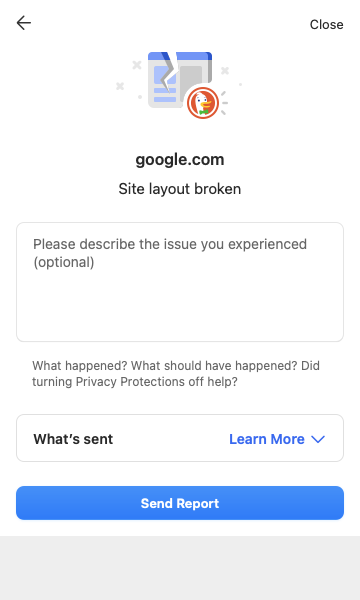 Close
google.com
Site layout broken
Please describe the issue you experienced
(optional)
What happened? What should have happened? Did
turning Privacy Protections off help?
What's sent
Learn More
Send Report